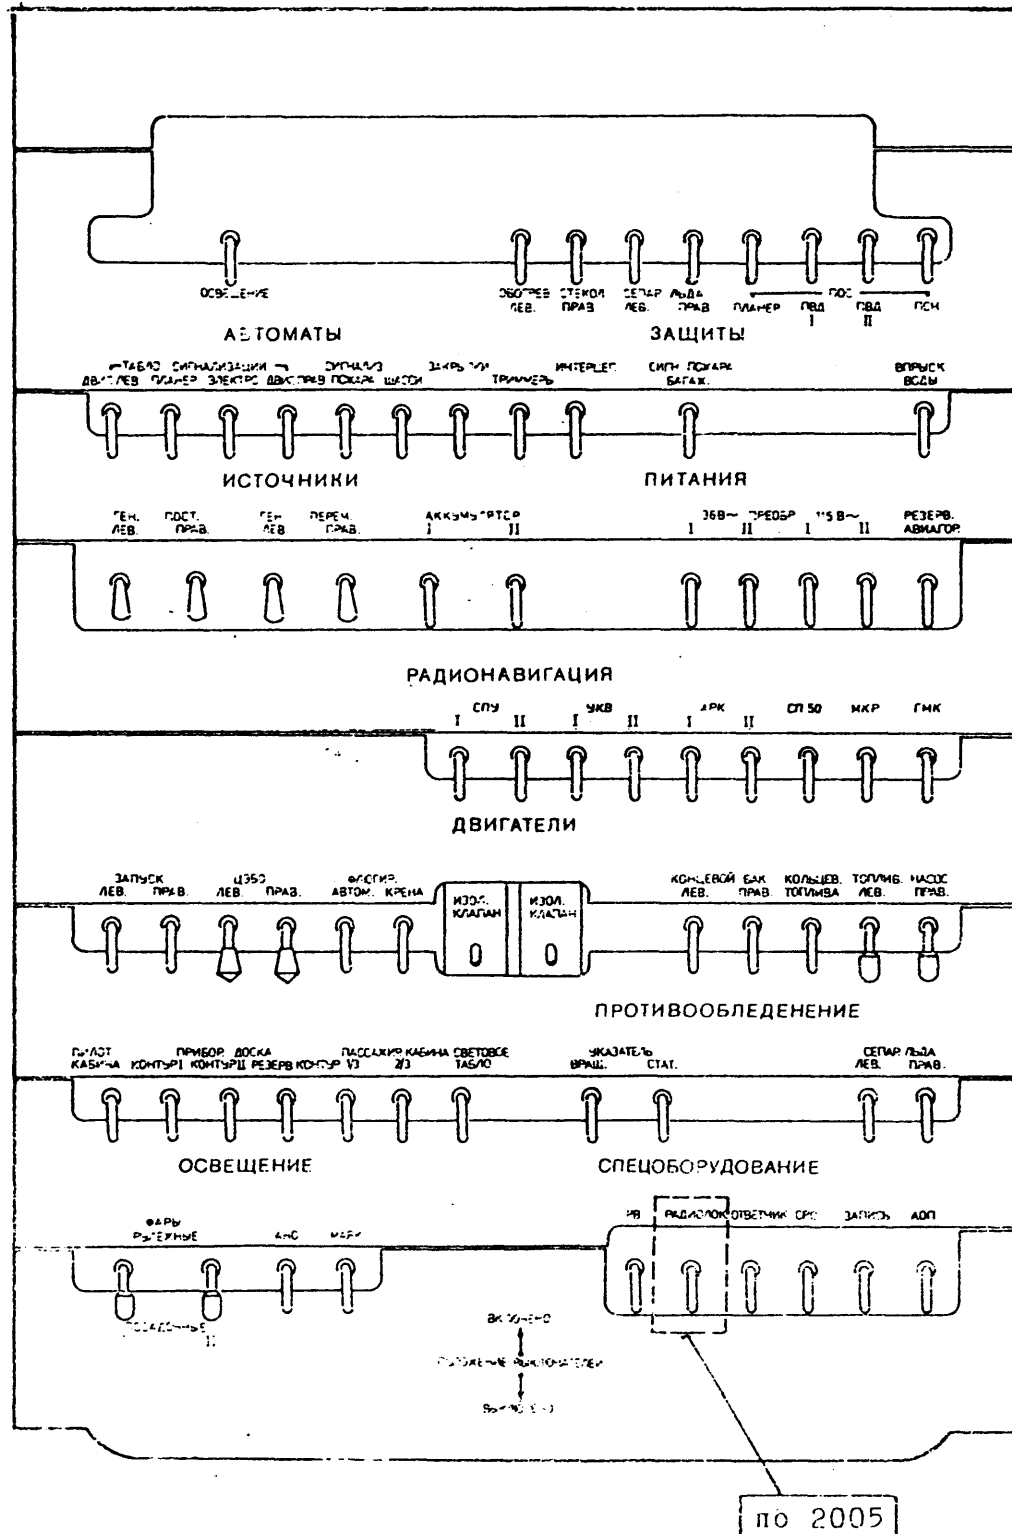 ОСВЕЩЕНИЕ ОБОГРЕВ СТЕКОЛ СЕПАР. ЛЬДА ПОС
ЛЕВ. ПРАВ ЛЕВ. ПРАВ ПЛАНЕР ПВД ПВД ПСН
I II
АВТОМАТЫ ЗАЩИТЫ
ТАБЛО СИГНАЛИЗАЦИИ СИГНАЛИЗ ИНТЕРЦЕП. СИГН ПОЖАРА ВПРЫСК
ДВИГ ЛЕВ ПЛАНЕР ЭЛЕКТРО ДВИГ.ПРАВ ПОЖАРА ШАССИ ТРИММЕРЫ БАГАЖ. ВОДЫ
ИСТОЧНИКИ ПИТАНИЯ
ГЕН. ПОСТ. ГЕН ПЕРЕМ. АККУМУЛЯТОР 36В~ ПРЕОБР 115В~ РЕЗЕРВ.
ЛЕВ. ПРАВ. ЛЕВ ПРАВ. I II I II I II АВИАГОР.
РАДИОНАВИГАЦИЯ
СПУ УКВ АРК СП 50 МКР ГМК
I II I II I II
ДВИГАТЕЛИ
ЗАПУСК ФЛЮГИР. КОНЦЕВОЙ БАК КОЛЬЦЕВ. ТОПЛИВ. НАСОС
ЛЕВ. ПРАВ. ЛЕВ. ПРАВ. АВТОМ. КРЕНА ЛЕВ. ПРАВ. ТОПЛИВА ЛЕВ. ПРАВ.
ИЗОЛ. ИЗОЛ.
КЛАПАН КЛАПАН
ПРОТИВООБЛЕДЕНЕНИЕ
ПИЛОТ ПРИБОР. ДОСКА ПАССАЖИР. КАБИНА СВЕТОВОЕ УКАЗАТЕЛЬ СЕПАР. ЛЬДА
КАБИНА КОНТУР I КОНТУР II РЕЗЕРВ КОНТУР 1/3 2/3 ТАБЛО ВРАЩ. СТАТ. ЛЕВ. ПРАВ.
ОСВЕЩЕНИЕ СПЕЦОБОРУДОВАНИЕ
ФАРЫ РВ РАДИОЛОК ОТВЕТЧИК СРО ЗАПИСЬ
РУЛЕЖНЫЕ АНО МАЯК
ПОСАДОЧНЫЕ
I II
ВКЛЮЧЕНО
ПОЛОЖЕНИЕ ВЫКЛЮЧАТЕЛЕЙ
ВЫКЛЮЧЕНО
по 2005